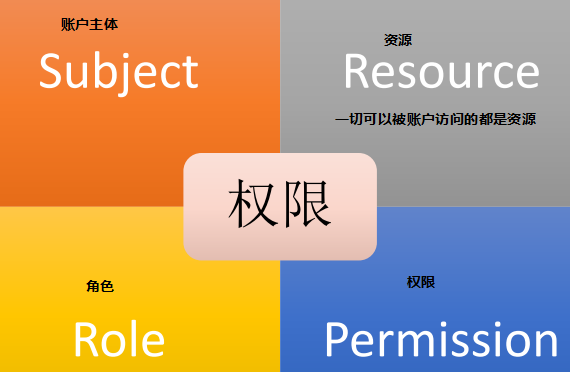 账户主体
Subject
资源
Resource
一切可以被账户访问的都是资源
权限
角色
Role
权限
Permission